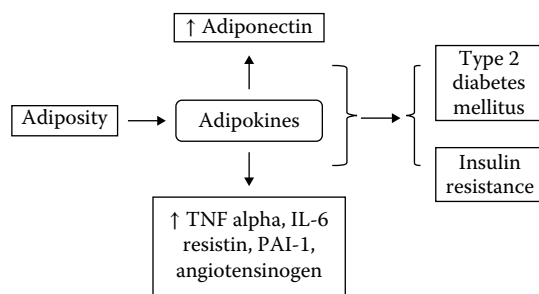 ↑ Adiponectin
Adiposity
Adipokines
↑ TNF alpha, IL-6
resistin, PAI-1,
angiotensinogen
Type 2
diabetes
mellitus
Insulin
resistance